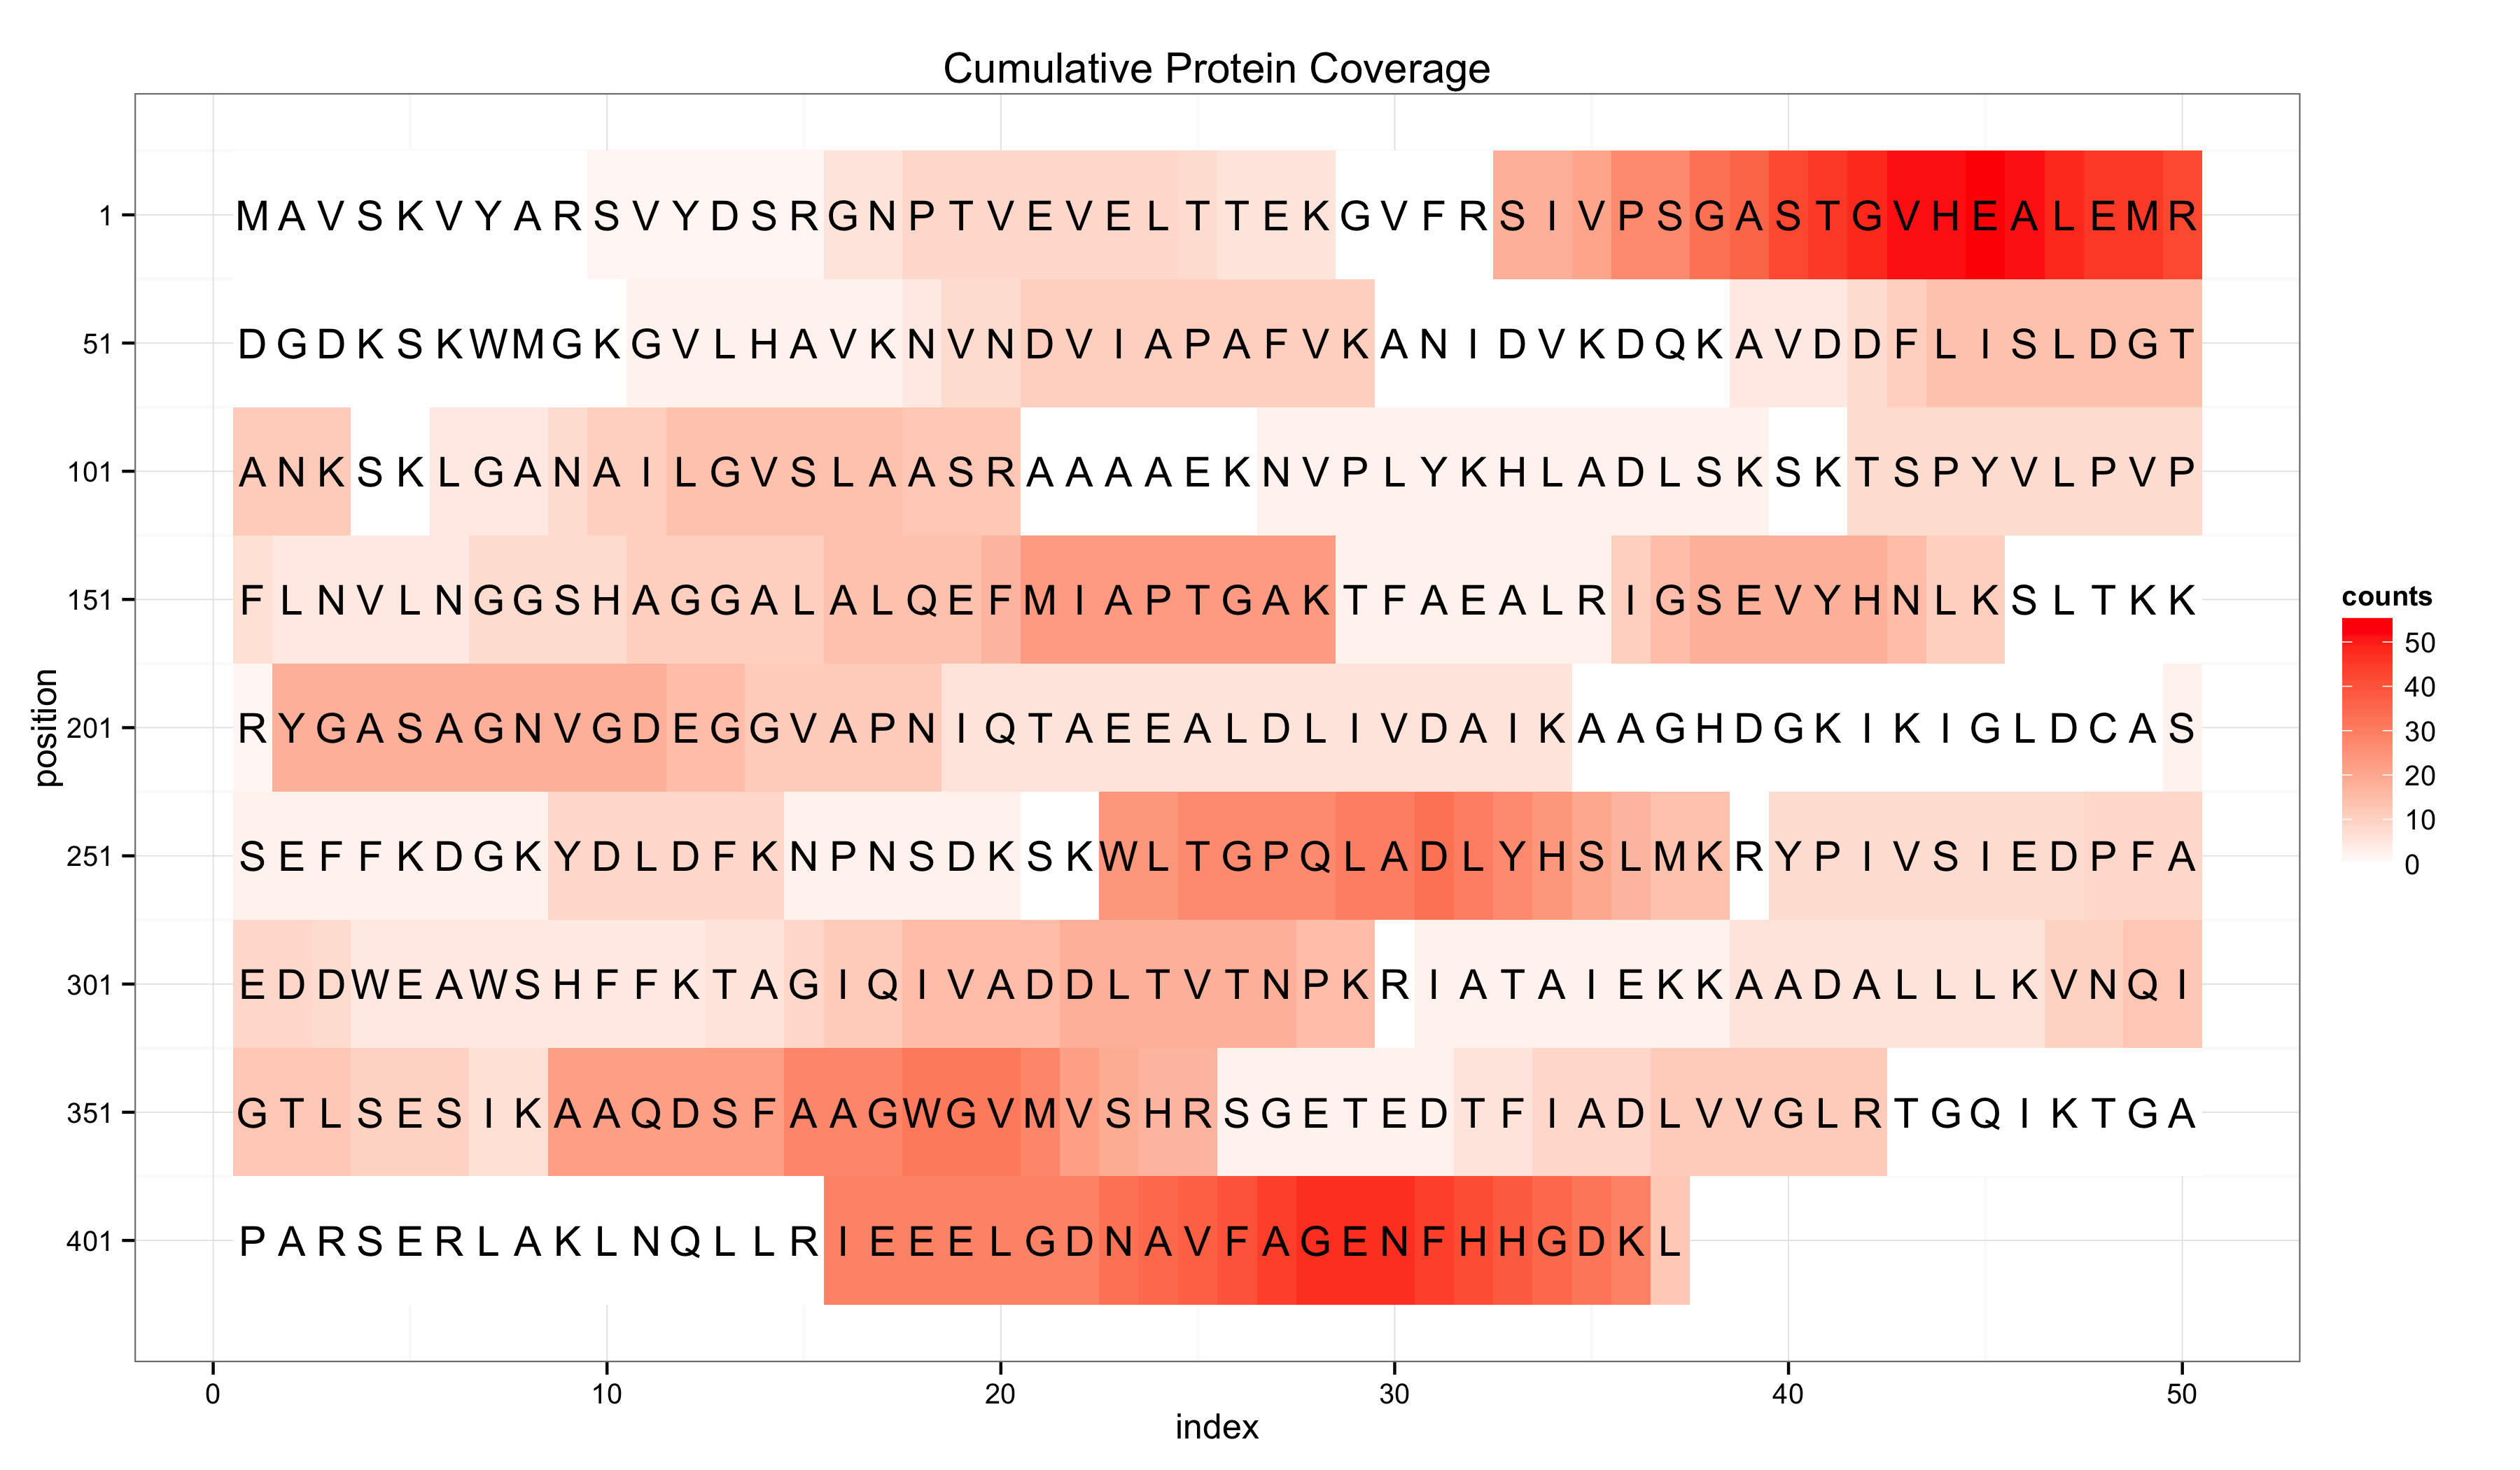 Cumulative Protein Coverage
1 M A V S K V Y A R S V Y D S R G N P T V E V E L T T E K G V F R S I V P S G A S T G V H E A L E M R
51 D G D K S K W M G K G V L H A V K N V N D V I A P A F V K A N I D V K D Q K A V D D F L I S L D G T
101 A N K S K L G A N A I L G V S L A A S R A A A A E K N V P L Y K H L A D L S K S K T S P Y V L P V P
151 F L N V L N G G S H A G G A L A L Q E F M I A P T G A K T F A E A L R I G S E V Y H N L K S L T K K
201 R Y G A S A G N V G D E G G V A P N I Q T A E E A L D L I V D A I K A A G H D G K I K I G L D C A S
251 S E F F K D G K Y D L D F K N P N S D K S K W L T G P Q L A D L Y H S L M K R Y P I V S I E D P F A
301 E D D W E A W S H F F K T A G I Q I V A D D L T V T N P K R I A T A I E K K A A D A L L L K V N Q I
351 G T L S E S I K A A Q D S F A A G W G V M V S H R S G E T E D T F I A D L V V G L R T G Q I K T G A
401 P A R S E R L A K L N Q L L R I E E E L G D N A V F A G E N F H H G D K L
position
0 10 20 30 40 50
index
counts
50
40
30
20
10
0